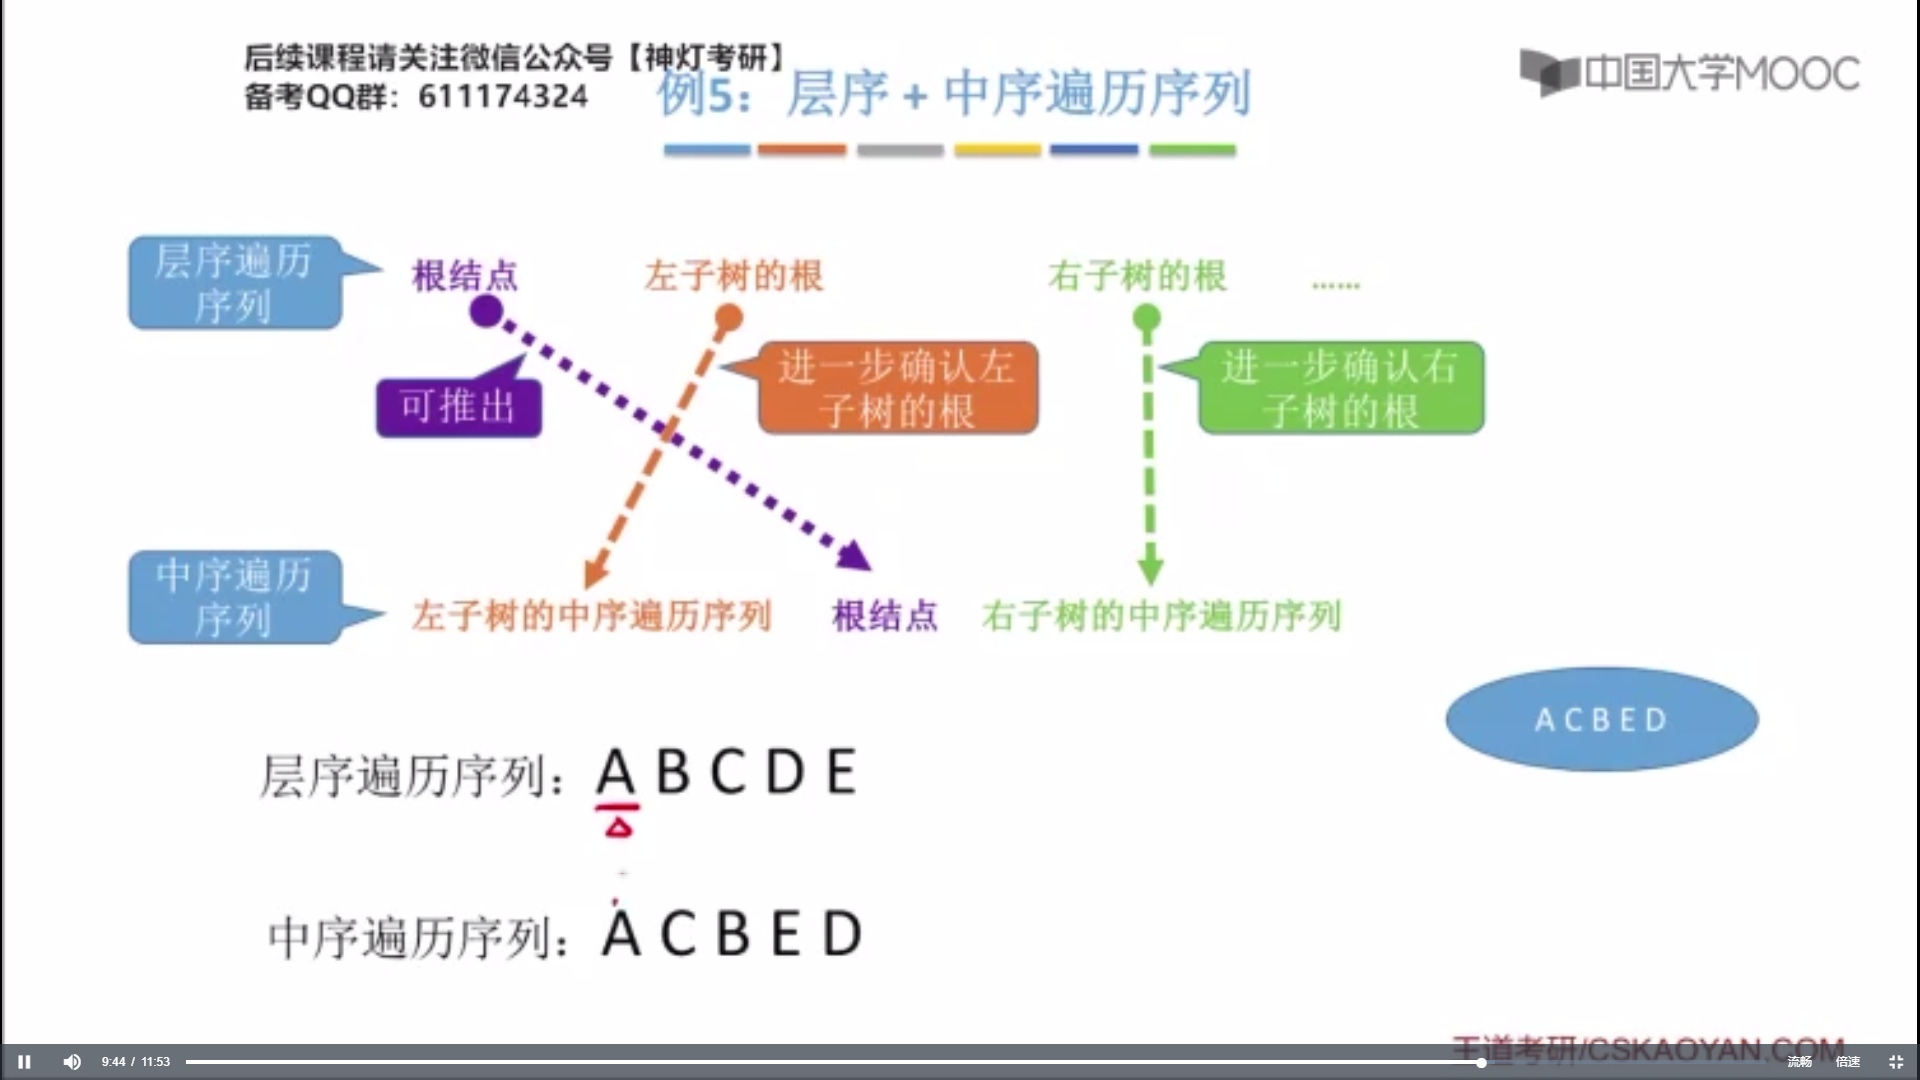 后续课程请关注微信公众号【神灯考研】
备考QQ群：611174324
例5：层序 + 中序遍历序列
中国大学MOOC
层序遍历
序列
根结点
左子树的根
右子树的根
......
可推出
进一步确认左
子树的根
进一步确认右
子树的根
中序遍历
序列
左子树的中序遍历序列
根结点
右子树的中序遍历序列
A C B E D
层序遍历序列：A B C D E
中序遍历序列：A C B E D
王道考研/CSKAOYAN.COM
9:44 / 11:53
流畅
倍速